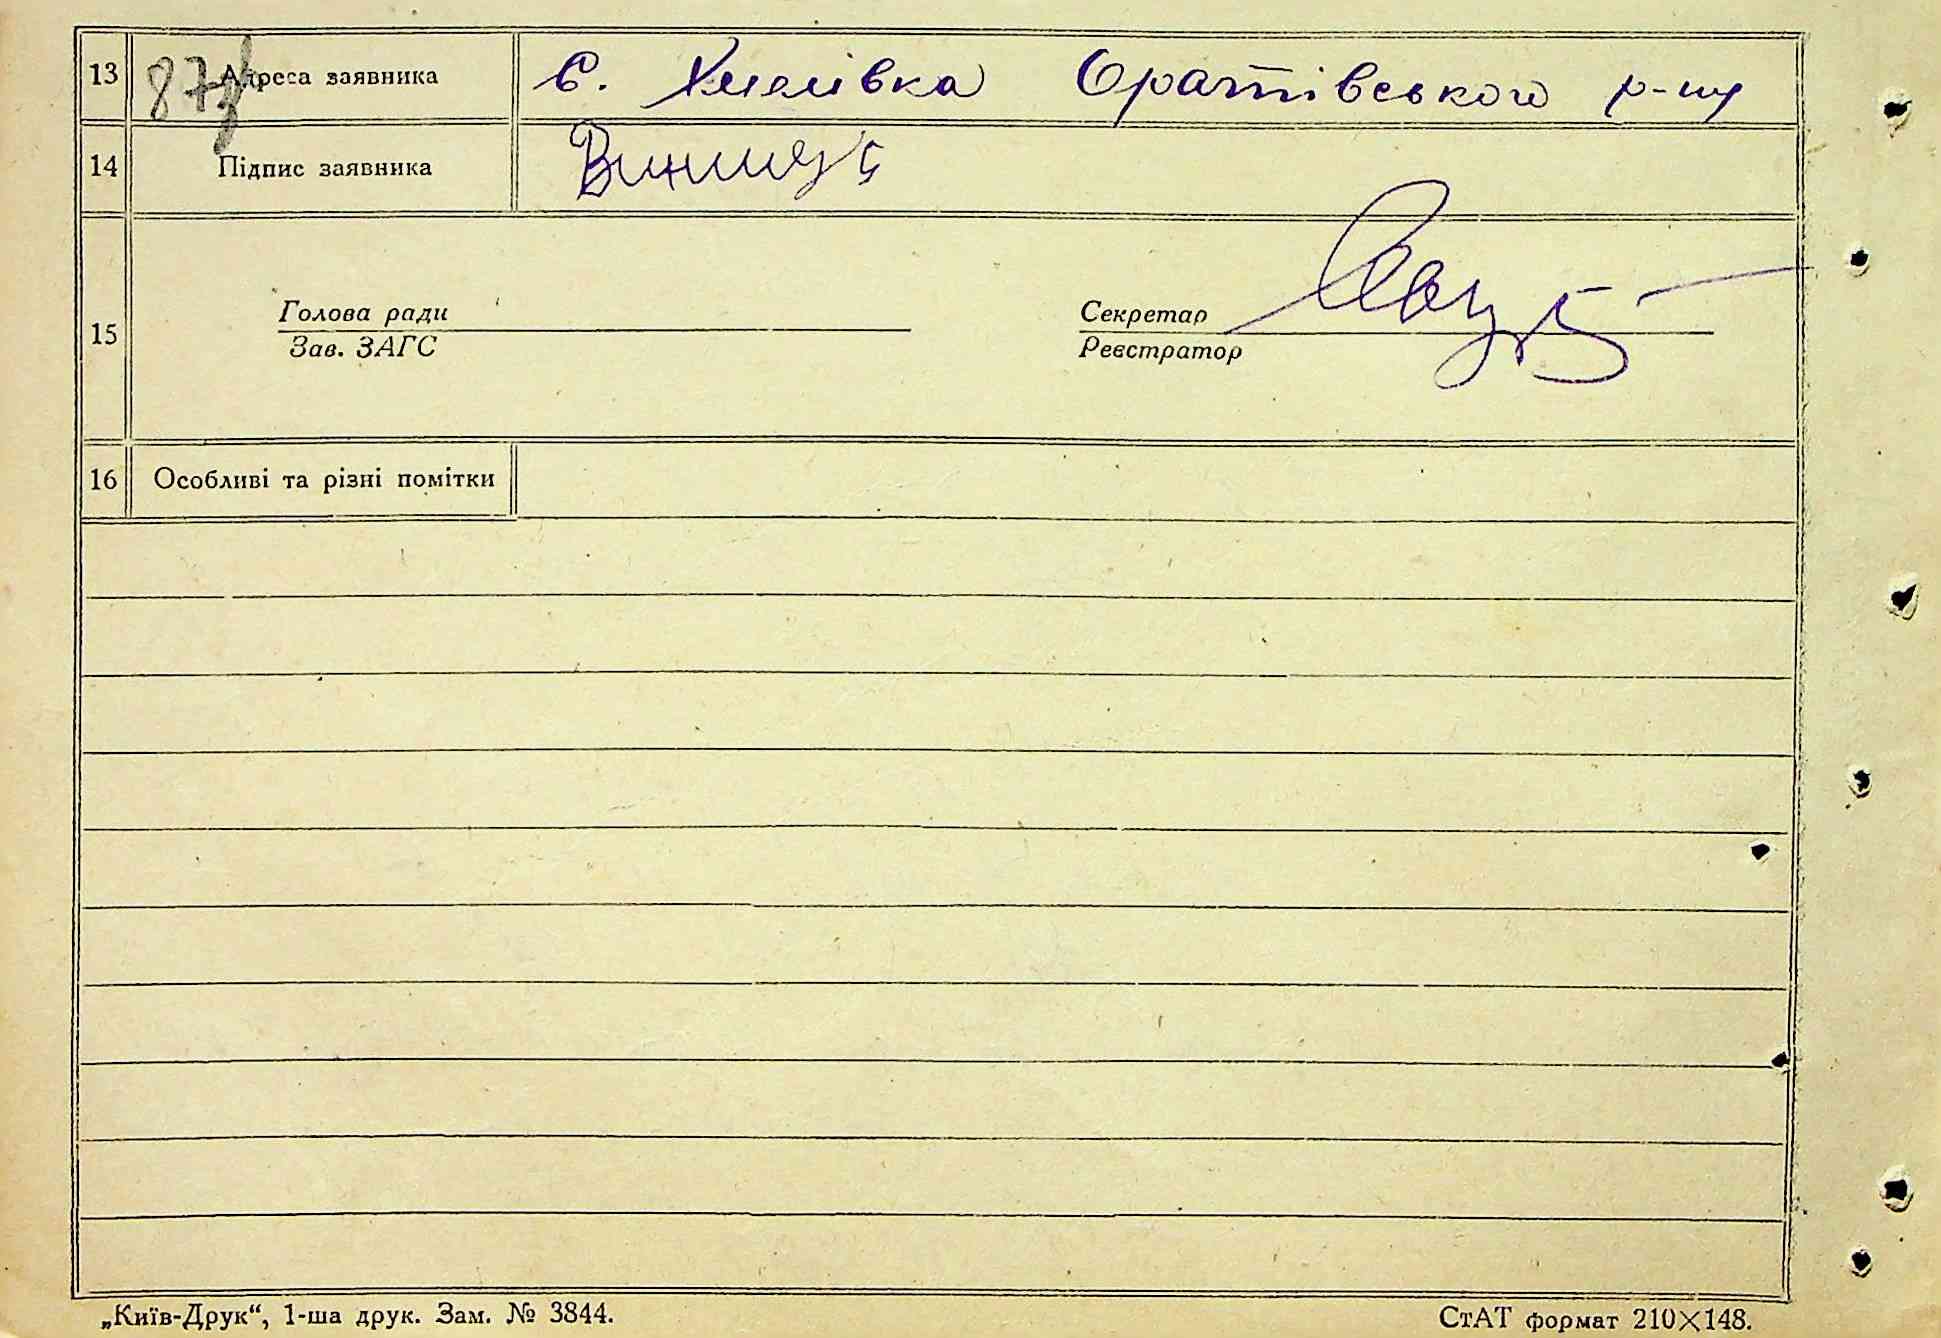 13 Адреса заявника с. Хмелівка Оратівського р-ну
87
14 Підпис заявника
15 Голова ради Секретар
Зав. ЗАГС Реєстратор
16 Особливі та різні помітки
„Київ-Друк“, 1-ша друк. Зам. № 3844. СтАТ формат 210×148.